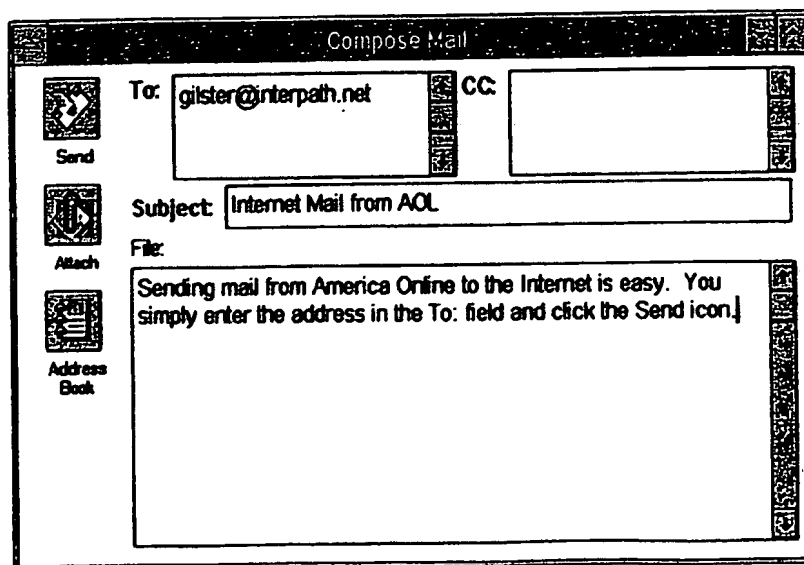 Compose Mail
To: gilster@interpath.net
CC:
Send
Subject: Internet Mail from AOL
Attach
File:
Sending mail from America Online to the Internet is easy. You
simply enter the address in the To: field and click the Send icon.
Address
Book